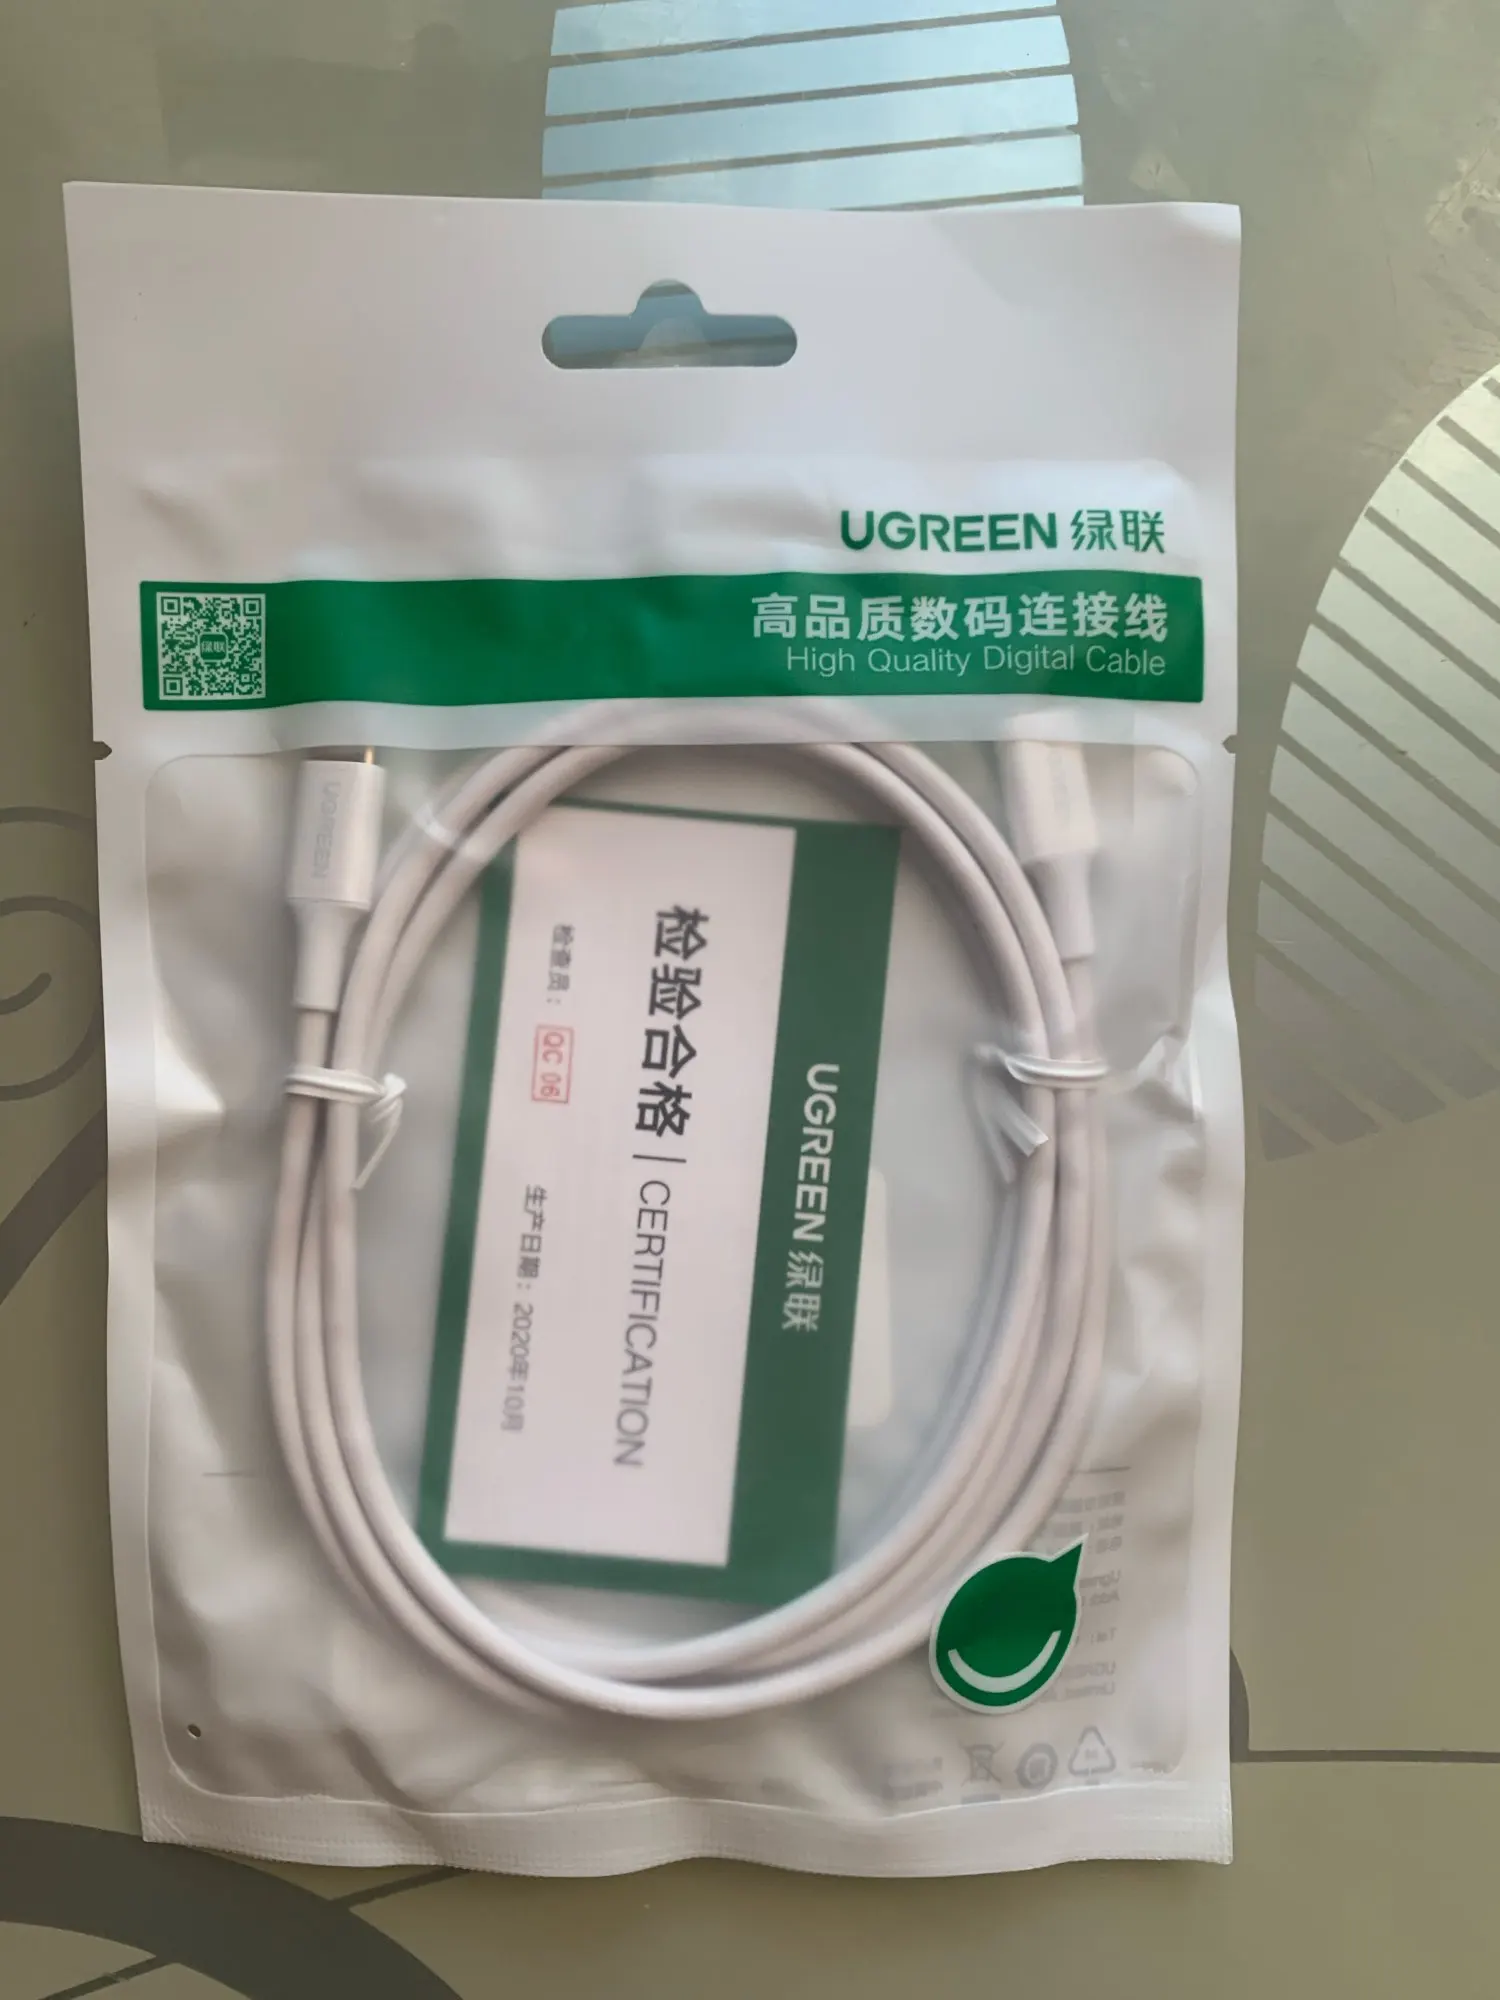 UGREEN 绿联
高品质数码连接线
High Quality Digital Cable
绿联
UGREEN
UGREEN 绿联
检验合格 | CERTIFICATION
检查员： QC 06
生产日期：2020年10月